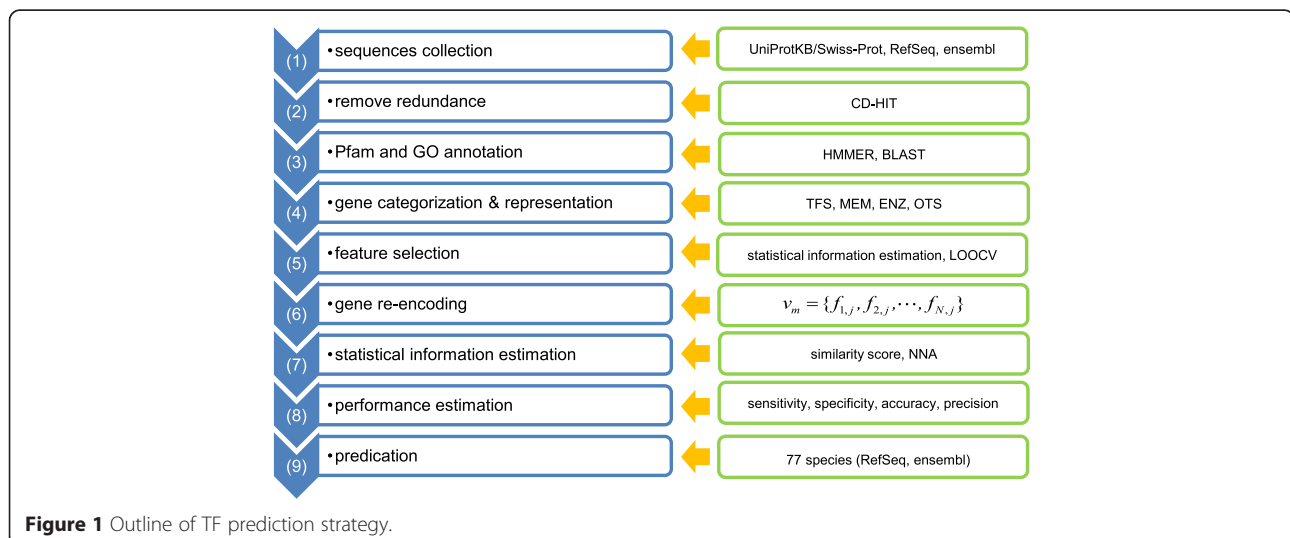 (1) •sequences collection UniProtKB/Swiss-Prot, RefSeq, ensembl
(2) •remove redundance CD-HIT
(3) •Pfam and GO annotation HMMER, BLAST
(4) •gene categorization & representation TFS, MEM, ENZ, OTS
(5) •feature selection statistical information estimation, LOOCV
(6) •gene re-encoding v_m = {f_{1,j}, f_{2,j}, ⋯, f_{N,j}}
(7) •statistical information estimation similarity score, NNA
(8) •performance estimation sensitivity, specificity, accuracy, precision
(9) •predication 77 species (RefSeq, ensembl)
Figure 1 Outline of TF prediction strategy.